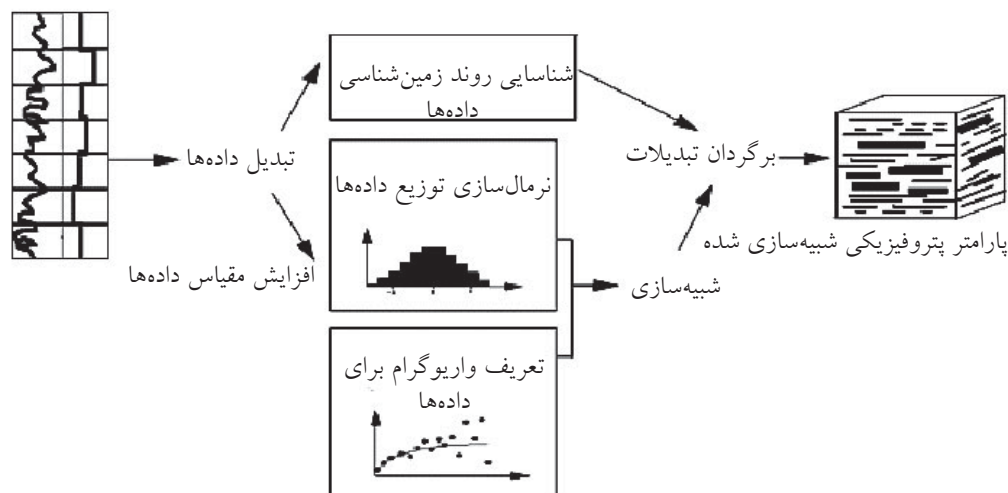 شناسایی روند زمین‌شناسی
داده‌ها
تبدیل داده‌ها
برگردان تبدیلات
نرمال‌سازی توزیع داده‌ها
افزایش مقیاس داده‌ها
شبیه‌سازی
پارامتر پتروفیزیکی شبیه‌سازی شده
تعریف واریوگرام برای
داده‌ها